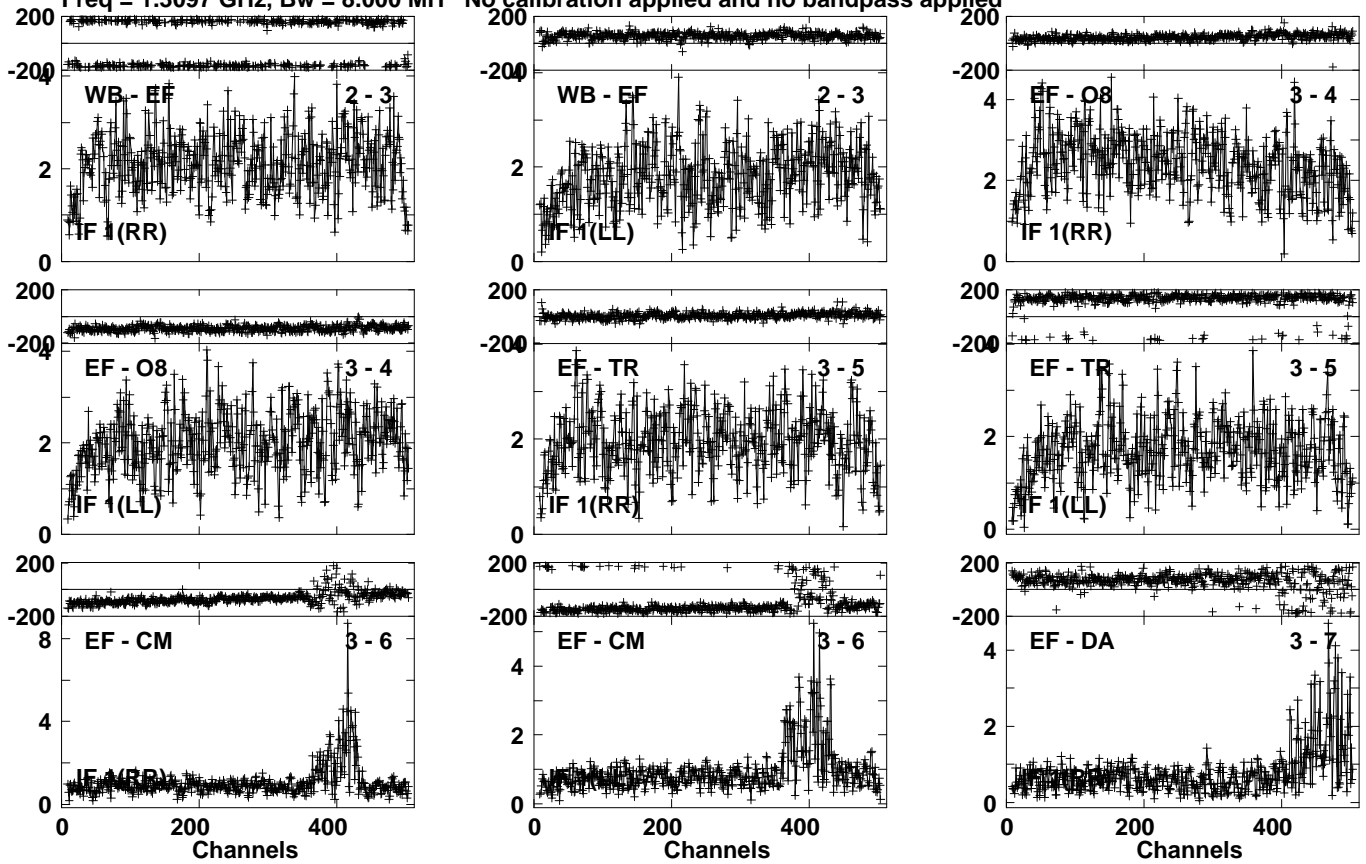 Freq = 1.3097 GHz, Bw = 8.000 MH No calibration applied and no bandpass applied
200 200 200
-200 -200 -200
4 4 4
WB - EF 2 - 3 WB - EF 2 - 3 EF - O8 3 - 4
2 2 2
IF 1(RR) IF 1(LL) IF 1(RR)
0 0 0
200 200 200
-200 -200 -200
4 4 4
EF - O8 3 - 4 EF - TR 3 - 5 EF - TR 3 - 5
2 2 2
IF 1(LL) IF 1(RR) IF 1(LL)
0 0 0
200 200 200
-200 -200 -200
8 EF - CM 3 - 6 EF - CM 3 - 6 EF - DA 3 - 7
4 4 4
2 2
IF 1(RR)
0 0 0
0 200 400 0 200 400 0 200 400
Channels Channels Channels